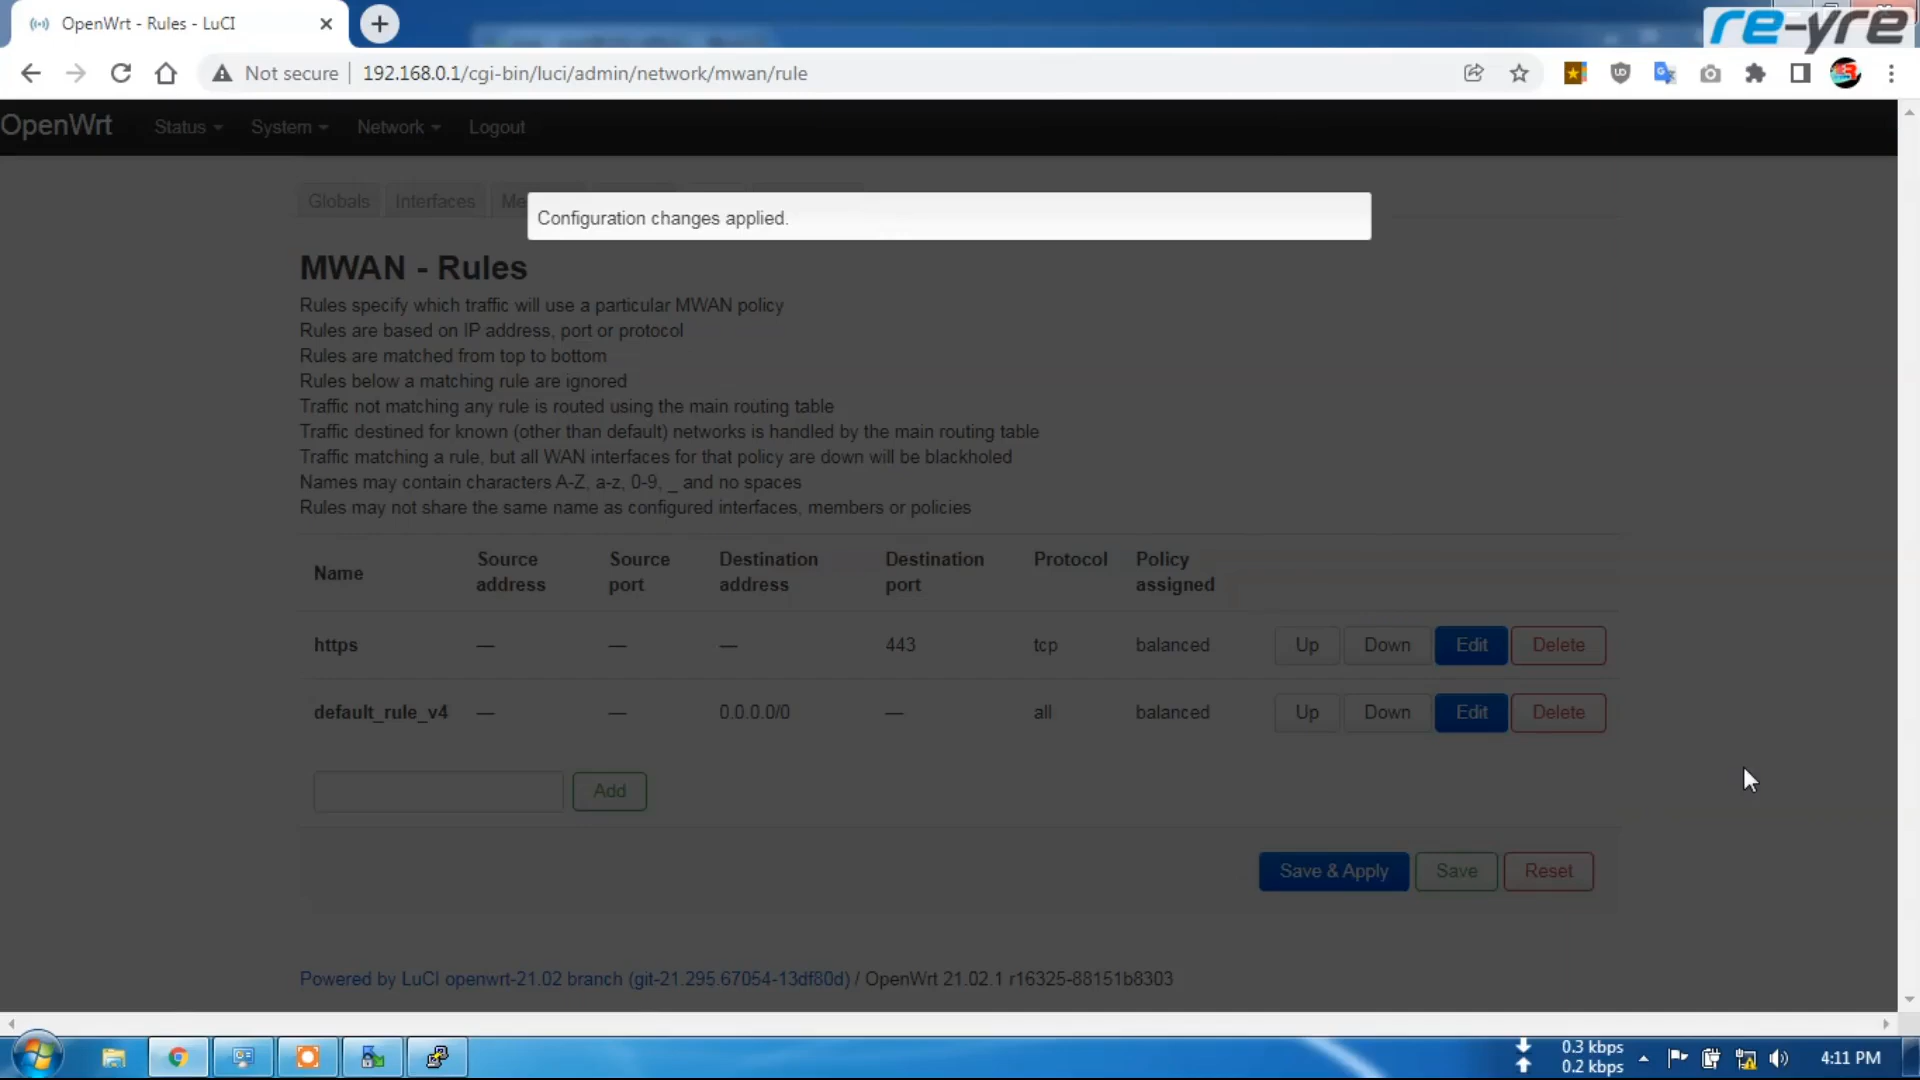 OpenWrt - Rules - LuCI
re-yre
Not secure
192.168.0.1/cgi-bin/luci/admin/network/mwan/rule
OpenWrt
Status
System
Network
Logout
Globals
Interfaces
Configuration changes applied.
MWAN - Rules
Rules specify which traffic will use a particular MWAN policy
Rules are based on IP address, port or protocol
Rules are matched from top to bottom
Rules below a matching rule are ignored
Traffic not matching any rule is routed using the main routing table
Traffic destined for known (other than default) networks is handled by the main routing table
Traffic matching a rule, but all WAN interfaces for that policy are down will be blackholed
Names may contain characters A-Z, a-z, 0-9, _ and no spaces
Rules may not share the same name as configured interfaces, members or policies
Name Source address Source port Destination address Destination port Protocol Policy assigned
https — — — 443 tcp balanced Up Down Edit Delete
default_rule_v4 — — 0.0.0.0/0 — all balanced Up Down Edit Delete
Add
Save & Apply Save Reset
Powered by LuCI openwrt-21.02 branch (git-21.295.67054-13df80d) / OpenWrt 21.02.1 r16325-88151b8303
0.3 kbps
0.2 kbps
4:11 PM